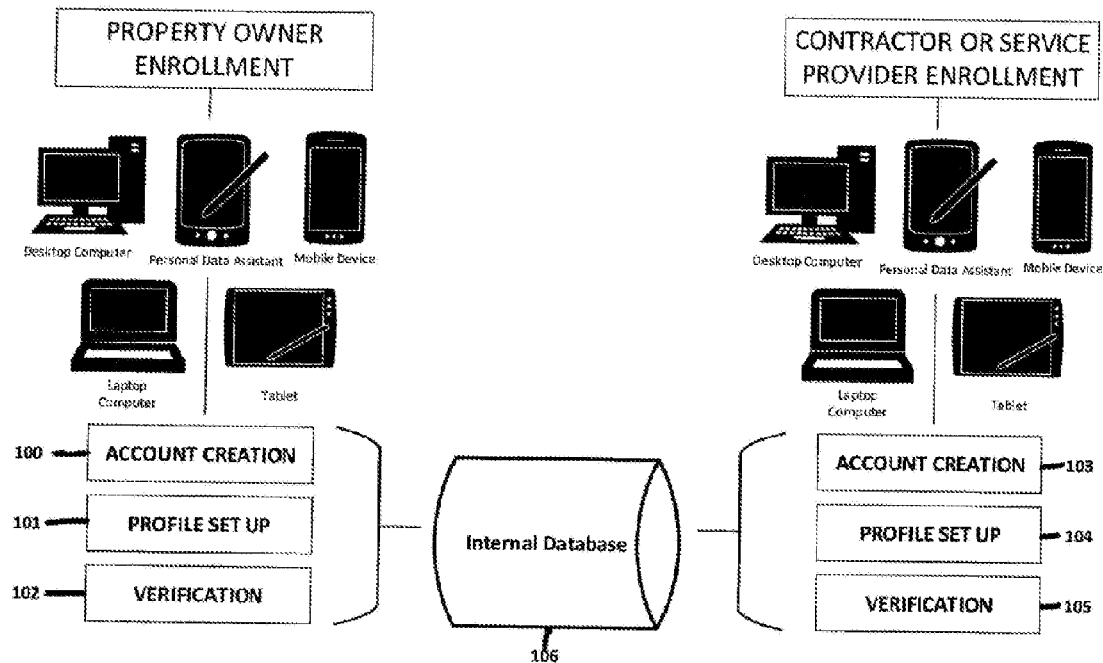 PROPERTY OWNER
ENROLLMENT
Desktop Computer
Personal Data Assistant
Mobile Device
Laptop
Computer
Tablet
100
ACCOUNT CREATION
101
PROFILE SET UP
102
VERIFICATION
Internal Database
106
CONTRACTOR OR SERVICE
PROVIDER ENROLLMENT
Desktop Computer
Personal Data Assistant
Mobile Device
Laptop
Computer
Tablet
ACCOUNT CREATION
103
PROFILE SET UP
104
VERIFICATION
105